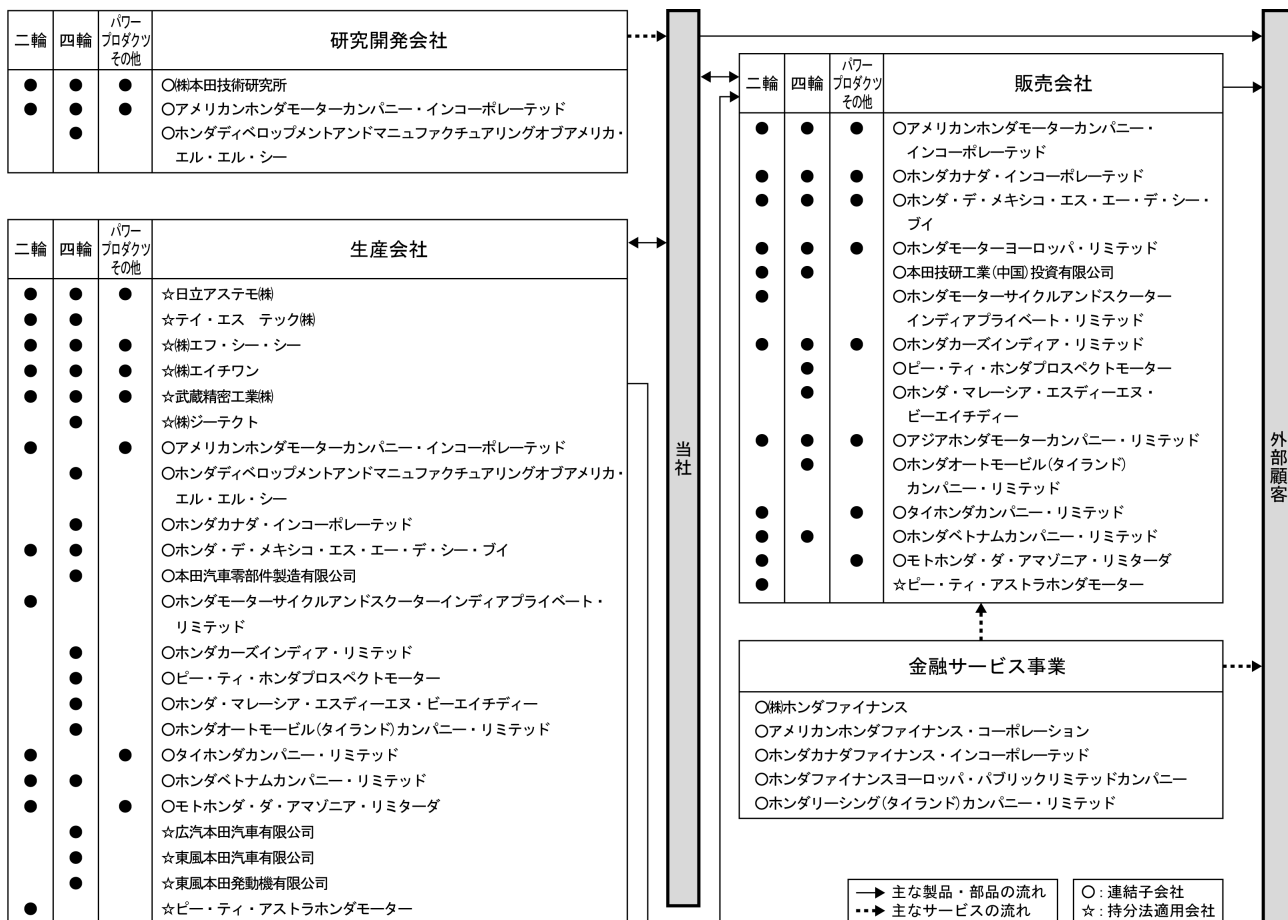 二輪
四輪
パワー
プロダクツ
その他
研究開発会社
● ● ● ○㈱本田技術研究所
● ● ● ○アメリカンホンダモーターカンパニー・インコーポレーテッド
● ○ホンダディベロップメントアンドマニュファクチュアリングオブアメリカ・
エル・エル・シー
二輪
四輪
パワー
プロダクツ
その他
生産会社
● ● ● ☆日立アステモ㈱
● ● ☆テイ・エス　テック㈱
● ● ● ☆㈱エフ・シー・シー
● ● ● ☆㈱エイチワン
● ● ● ☆武蔵精密工業㈱
● ☆㈱ジーテクト
● ● ○アメリカンホンダモーターカンパニー・インコーポレーテッド
● ○ホンダディベロップメントアンドマニュファクチュアリングオブアメリカ・
エル・エル・シー
● ○ホンダカナダ・インコーポレーテッド
● ● ○ホンダ・デ・メキシコ・エス・エー・デ・シー・ブイ
● ○本田汽車零部件製造有限公司
● ○ホンダモーターサイクルアンドスクーターインディアプライベート・
リミテッド
● ○ホンダカーズインディア・リミテッド
● ○ピー・ティ・ホンダプロスペクトモーター
● ○ホンダ・マレーシア・エスディーエヌ・ビーエイチディー
● ○ホンダオートモービル(タイランド)カンパニー・リミテッド
● ● ○タイホンダカンパニー・リミテッド
● ● ○ホンダベトナムカンパニー・リミテッド
● ● ○モトホンダ・ダ・アマゾニア・リミターダ
● ☆広汽本田汽車有限公司
● ☆東風本田汽車有限公司
● ☆東風本田発動機有限公司
● ☆ピー・ティ・アストラホンダモーター
当社
二輪
四輪
パワー
プロダクツ
その他
販売会社
● ● ● ○アメリカンホンダモーターカンパニー・
インコーポレーテッド
● ● ● ○ホンダカナダ・インコーポレーテッド
● ● ● ○ホンダ・デ・メキシコ・エス・エー・デ・シー・
ブイ
● ● ● ○ホンダモーターヨーロッパ・リミテッド
● ● ○本田技研工業(中国)投資有限公司
● ○ホンダモーターサイクルアンドスクーター
インディアプライベート・リミテッド
● ● ● ○ホンダカーズインディア・リミテッド
● ○ピー・ティ・ホンダプロスペクトモーター
● ○ホンダ・マレーシア・エスディーエヌ・
ビーエイチディー
● ● ● ○アジアホンダモーターカンパニー・リミテッド
● ○ホンダオートモービル(タイランド)
カンパニー・リミテッド
● ● ○タイホンダカンパニー・リミテッド
● ● ○ホンダベトナムカンパニー・リミテッド
● ● ○モトホンダ・ダ・アマゾニア・リミターダ
● ☆ピー・ティ・アストラホンダモーター
金融サービス事業
○㈱ホンダファイナンス
○アメリカンホンダファイナンス・コーポレーション
○ホンダカナダファイナンス・インコーポレーテッド
○ホンダファイナンスヨーロッパ・パブリックリミテッドカンパニー
○ホンダリーシング(タイランド)カンパニー・リミテッド
外部顧客
主な製品・部品の流れ
主なサービスの流れ
○：連結子会社
☆：持分法適用会社